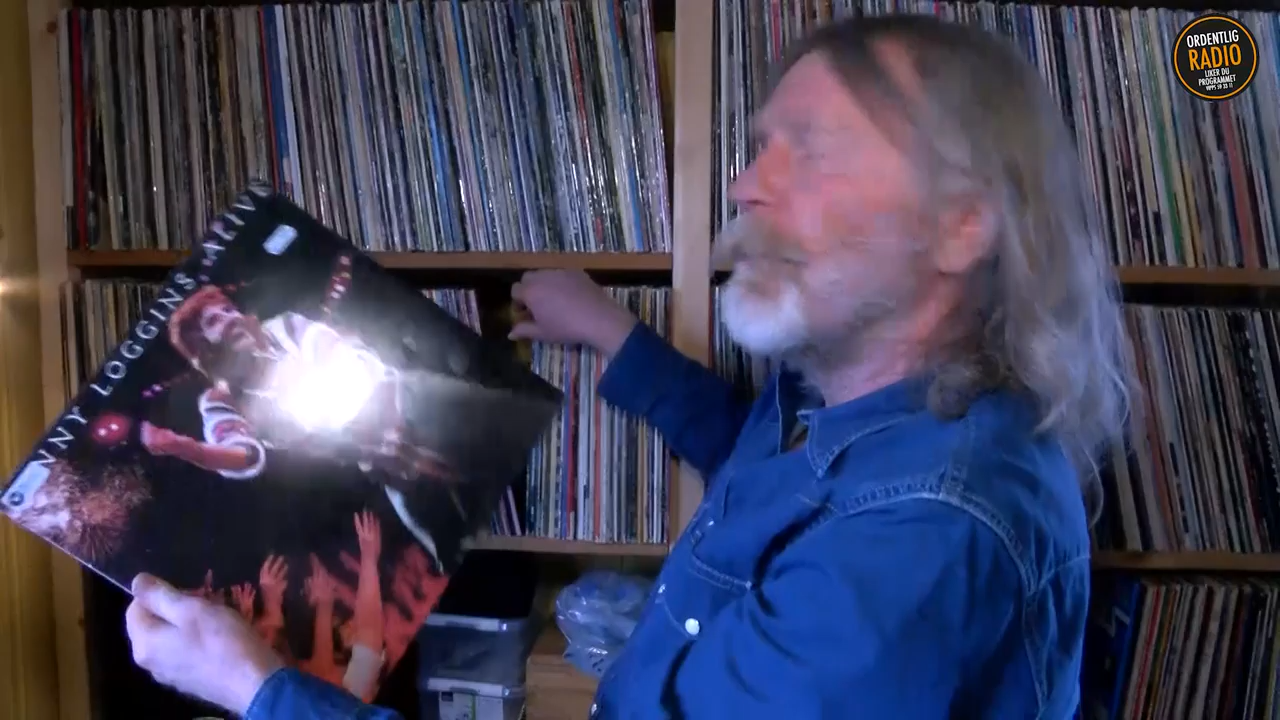 NNY LOGGINS ALIVE
ORDENTLIG
RADIO
LIKER DU
PROGRAMMET